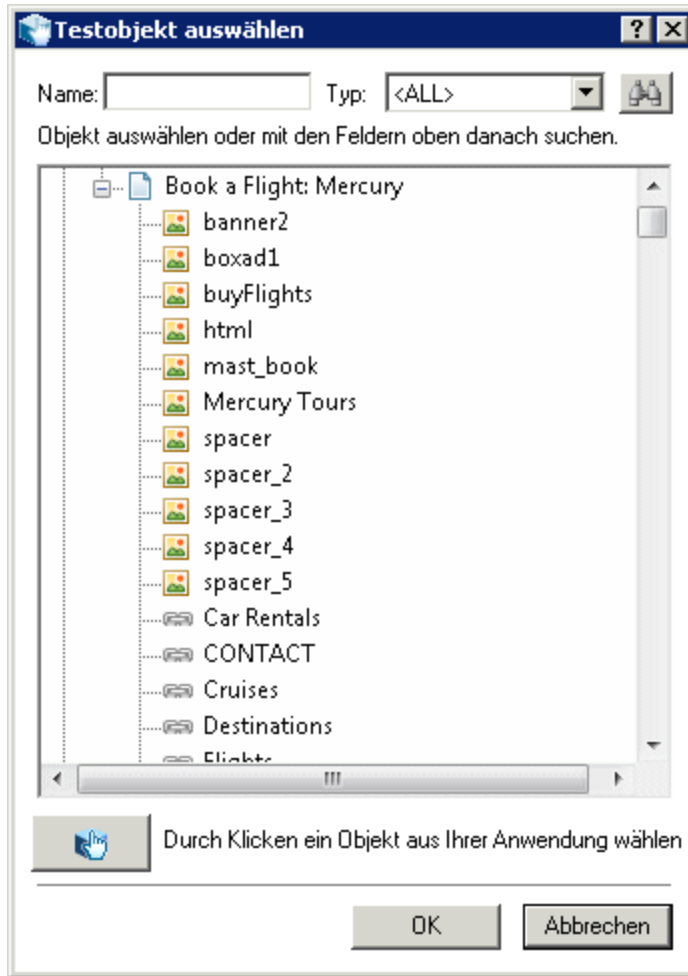 Testobjekt auswählen
Name: Typ: <ALL>
Objekt auswählen oder mit den Feldern oben danach suchen.
Book a Flight: Mercury
banner2
boxad1
buyFlights
html
mast_book
Mercury Tours
spacer
spacer_2
spacer_3
spacer_4
spacer_5
Car Rentals
CONTACT
Cruises
Destinations
Flights
Durch Klicken ein Objekt aus Ihrer Anwendung wählen
OK Abbrechen